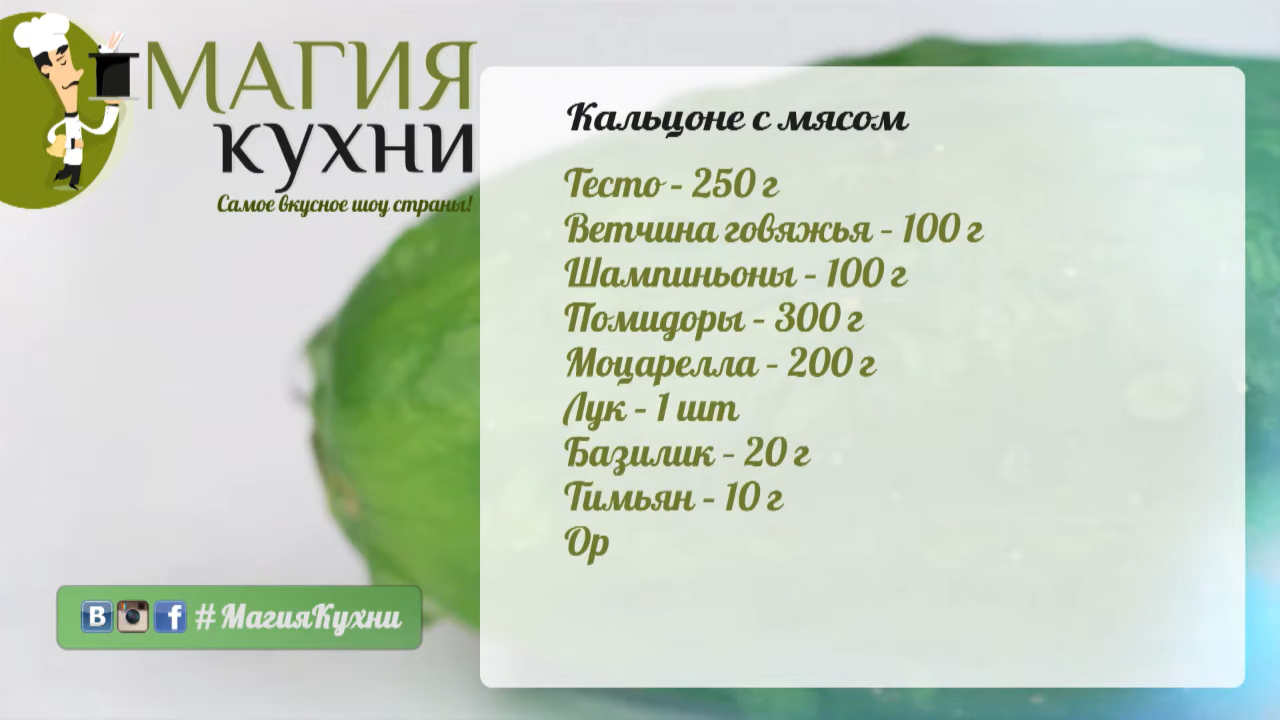 МАГИЯ
КУХНИ
Самое вкусное шоу страны!
Кальцоне с мясом
Тесто – 250 г
Ветчина говяжья – 100 г
Шампиньоны – 100 г
Помидоры – 300 г
Моцарелла – 200 г
Лук – 1 шт
Базилик – 20 г
Тимьян – 10 г
Ор
В f #МагияКухни